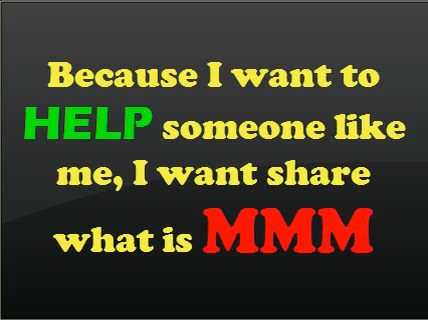 Because I want to
HELP someone like
me, I want share
what is MMM